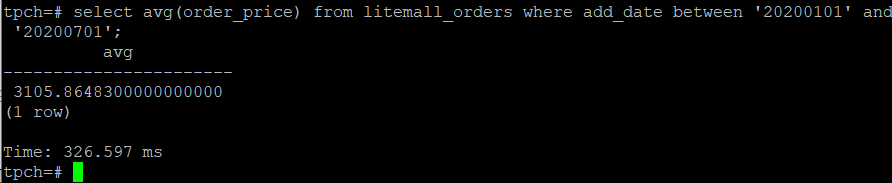 tpch=# select avg(order_price) from litemall_orders where add_date between '20200101' and
 '20200701';
          avg
-----------------------
 3105.8648300000000000
(1 row)

Time: 326.597 ms
tpch=#